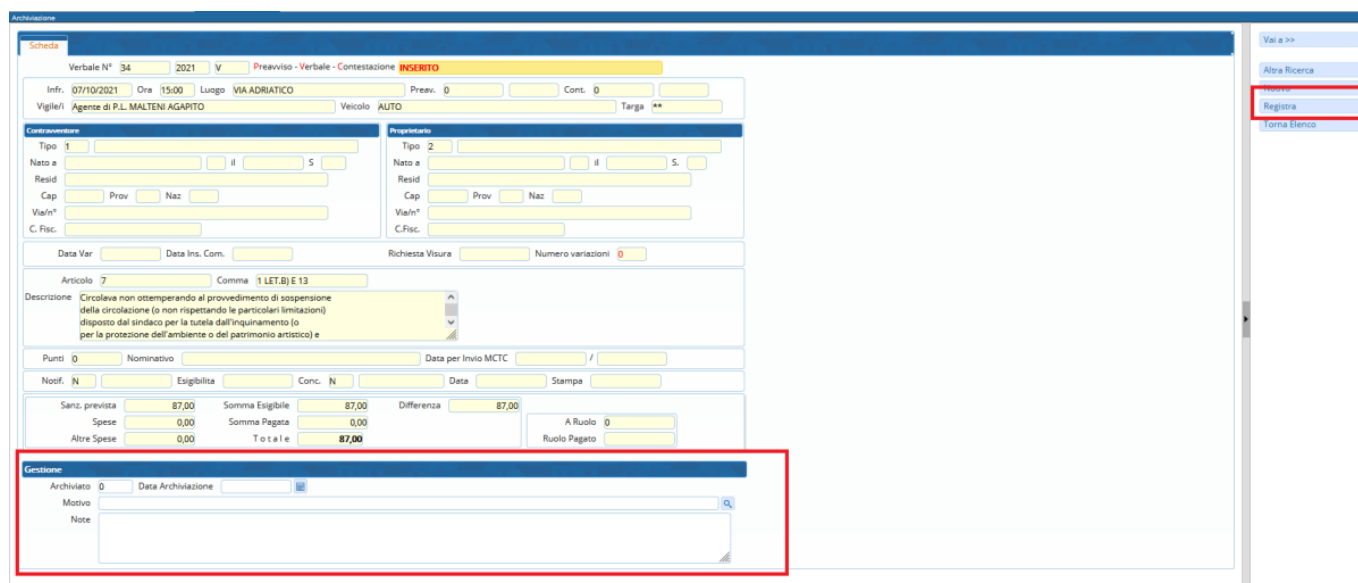 Archiviazione
Scheda
Verbale N° 34 2021 V Preavviso - Verbale - Contestazione INSERITO
Infr. 07/10/2021 Ora 15:00 Luogo VIA ADRIATICO Preav. 0 Cont. 0
Vigile/i Agente di P.L. MALTENI AGAPITO Veicolo AUTO Targa **
Contravventore Proprietario
Tipo 1 Tipo 2
Nato a il S Nato a il S.
Resid Resid
Cap Prov Naz Cap Prov Naz
Via/n° Via/n°
C. Fisc. C.Fisc.
Data Var Data Ins. Com. Richiesta Visura Numero variazioni 0
Articolo 7 Comma 1 LET.B) E 13
Descrizione Circolava non ottemperando al provvedimento di sospensione
della circolazione (o non rispettando le particolari limitazioni)
disposto dal sindaco per la tutela dall'inquinamento (o
per la protezione dell'ambiente o del patrimonio artistico) e
Punti 0 Nominativo Data per Invio MCTC /
Notif. N Esigibilita Conc. N Data Stampa
Sanz. prevista 87,00 Somma Esigibile 87,00 Differenza 87,00
Spese 0,00 Somma Pagata 0,00 A Ruolo 0
Altre Spese 0,00 Totale 87,00 Ruolo Pagato
Gestione
Archiviato 0 Data Archiviazione
Motivo
Note
Vai a >>
Altra Ricerca
Nuovo
Registra
Torna Elenco